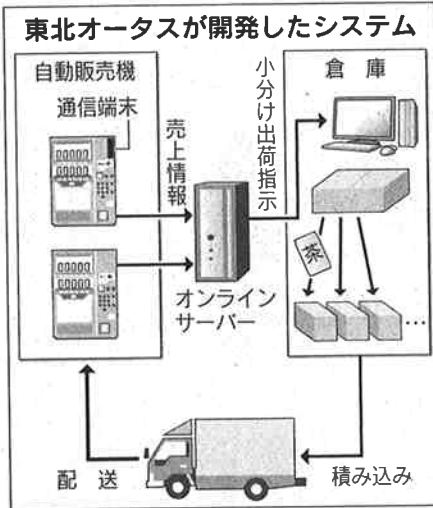 東北オータスが開発したシステム
自動販売機
通信端末
売上情報
オンライン
サーバー
小分け出荷指示
倉庫
茶
…
積み込み
配送